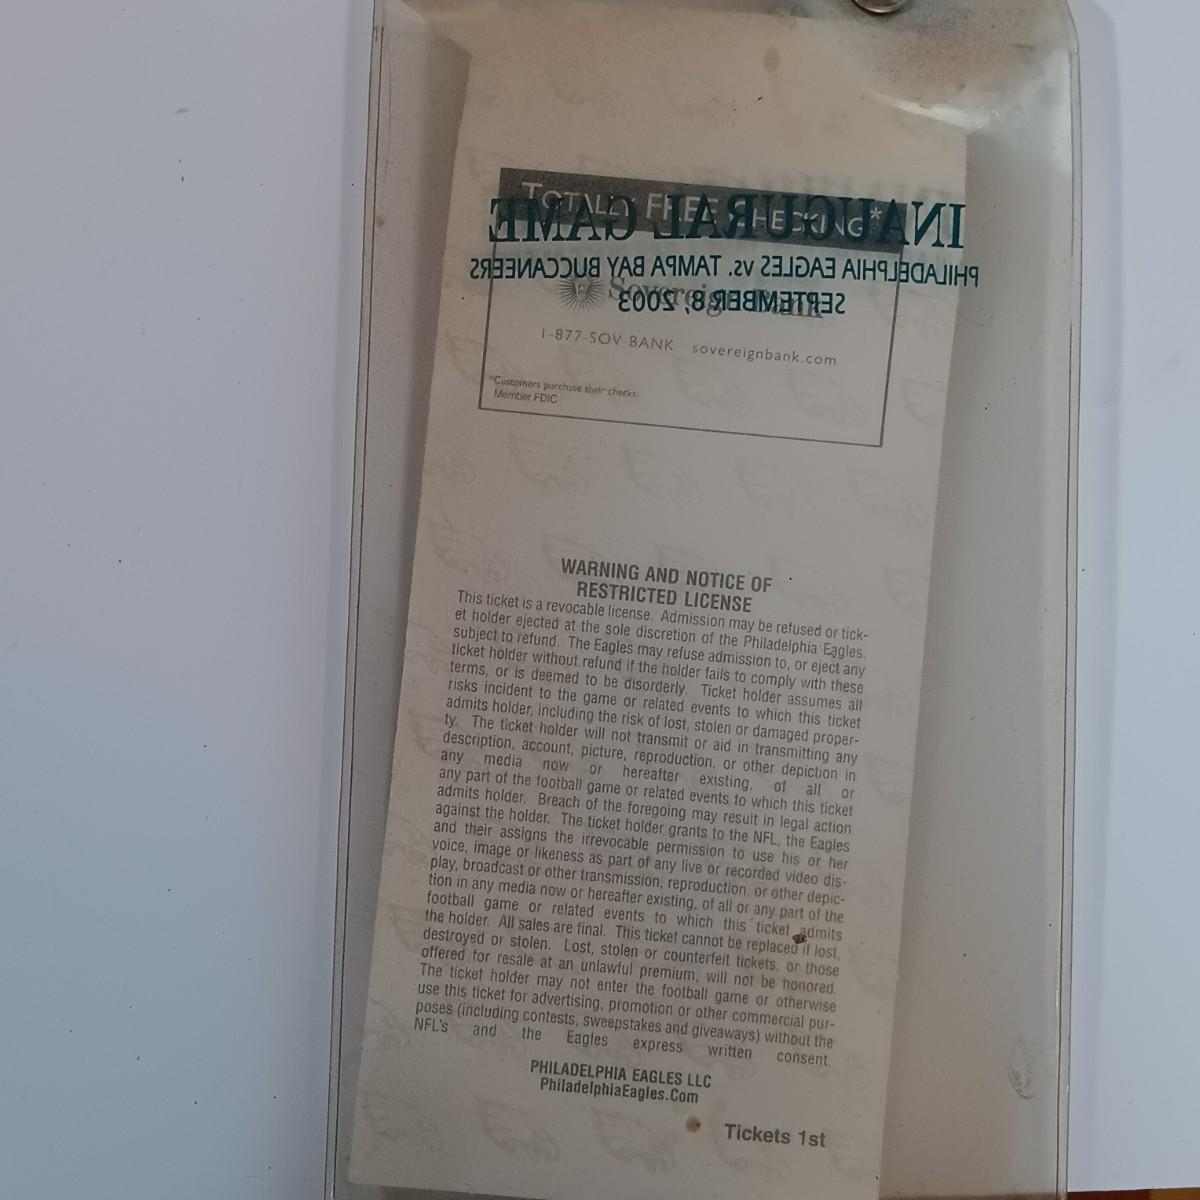 TOTALLY FREE CHECKING*
INAUGURAL GAME
PHILADELPHIA EAGLES vs. TAMPA BAY BUCCANEERS
SEPTEMBER 8, 2003
Sovereign Bank
1-877-SOV-BANK sovereignbank.com
*Customers purchase their checks.
Member FDIC
WARNING AND NOTICE OF
RESTRICTED LICENSE
This ticket is a revocable license. Admission may be refused or tick-
et holder ejected at the sole discretion of the Philadelphia Eagles,
subject to refund. The Eagles may refuse admission to, or eject any
ticket holder without refund if the holder fails to comply with these
terms, or is deemed to be disorderly. Ticket holder assumes all
risks incident to the game or related events to which this ticket
admits holder, including the risk of lost, stolen or damaged proper-
ty. The ticket holder will not transmit or aid in transmitting any
description, account, picture, reproduction, or other depiction in
any media now or hereafter existing, of all or
any part of the football game or related events to which this ticket
admits holder. Breach of the foregoing may result in legal action
against the holder. The ticket holder grants to the NFL, the Eagles
and their assigns the irrevocable permission to use his or her
voice, image or likeness as part of any live or recorded video dis-
play, broadcast or other transmission, reproduction, or other depic-
tion in any media now or hereafter existing, of all or any part of the
football game or related events to which this ticket admits
the holder. All sales are final. This ticket cannot be replaced if lost,
destroyed or stolen. Lost, stolen or counterfeit tickets, or those
offered for resale at an unlawful premium, will not be honored.
The ticket holder may not enter the football game or otherwise
use this ticket for advertising, promotion or other commercial pur-
poses (including contests, sweepstakes and giveaways) without the
NFL's and the Eagles express written consent.
PHILADELPHIA EAGLES LLC
PhiladelphiaEagles.Com
Tickets 1st